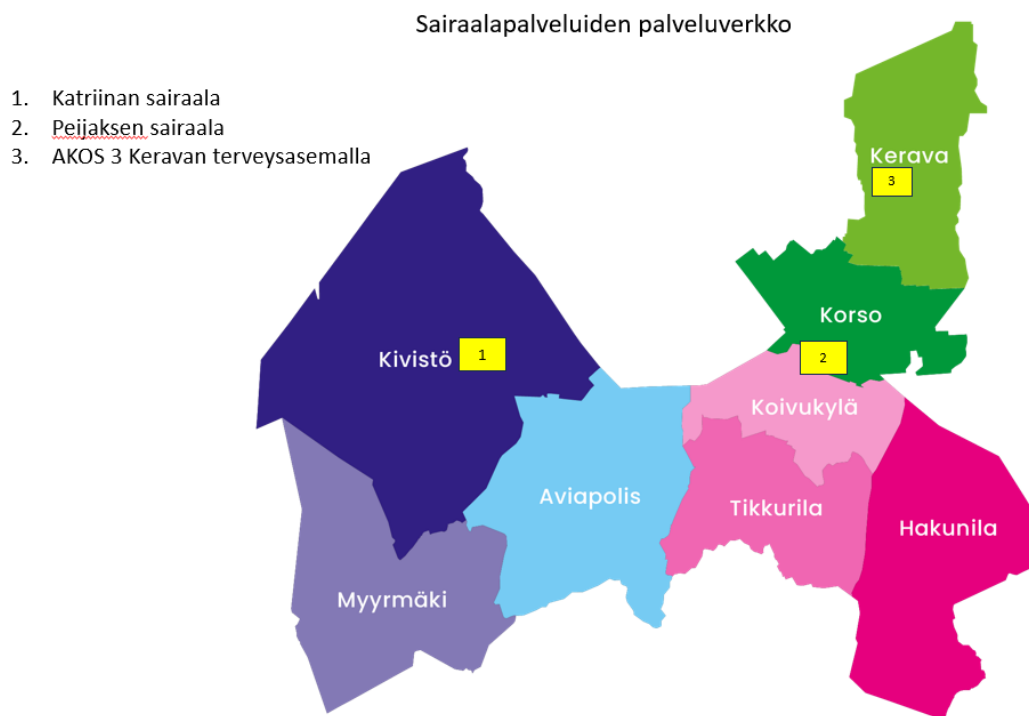 Sairaalapalveluiden palveluverkko
1. Katriinan sairaala
2. Peijaksen sairaala
3. AKOS 3 Keravan terveysasemalla
Kerava
3
Korso
Kivistö
1
2
Koivukylä
Aviapolis
Tikkurila
Hakunila
Myyrmäki